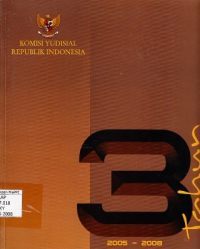 KOMISI YUDISIAL
REPUBLIK INDONESIA
3
tahun
2005 - 2008